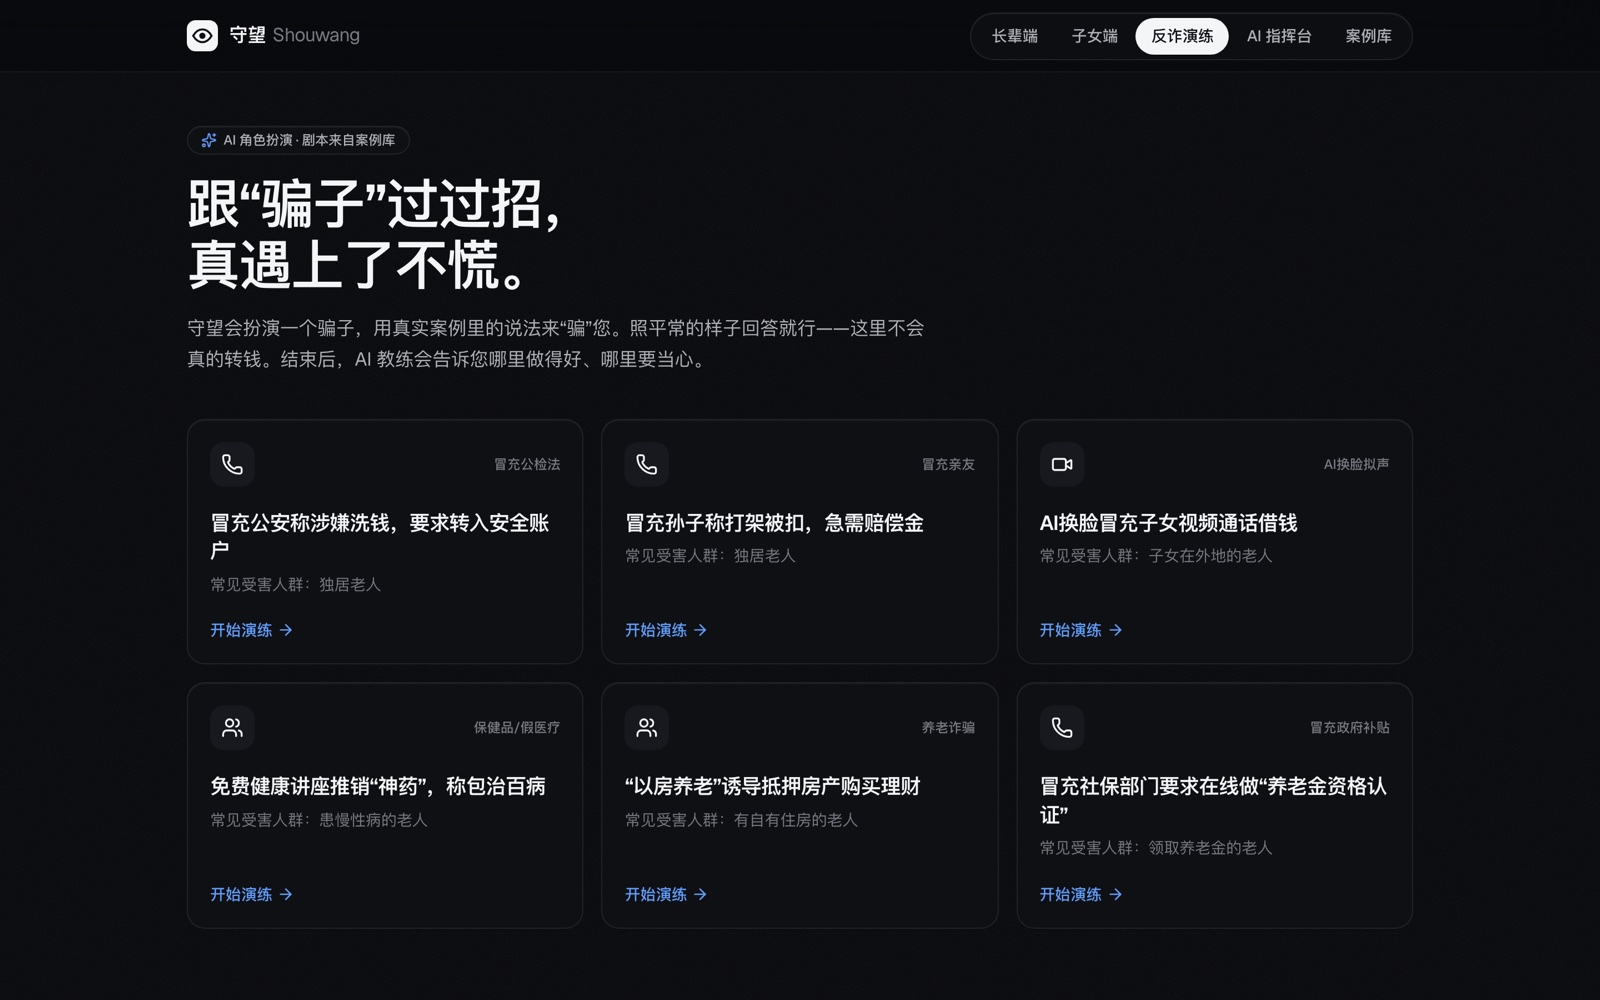 守望 Shouwang
长辈端
子女端
反诈演练
AI 指挥台
案例库
AI 角色扮演 · 剧本来自案例库
跟“骗子”过过招，
真遇上了不慌。
守望会扮演一个骗子，用真实案例里的说法来“骗”您。照平常的样子回答就行——这里不会
真的转钱。结束后，AI 教练会告诉您哪里做得好、哪里要当心。
冒充公检法
冒充公安称涉嫌洗钱，要求转入安全账
户
常见受害人群：独居老人
开始演练
冒充亲友
冒充孙子称打架被扣，急需赔偿金
常见受害人群：独居老人
开始演练
AI换脸拟声
AI换脸冒充子女视频通话借钱
常见受害人群：子女在外地的老人
开始演练
保健品/假医疗
免费健康讲座推销“神药”，称包治百病
常见受害人群：患慢性病的老人
开始演练
养老诈骗
“以房养老”诱导抵押房产购买理财
常见受害人群：有自有住房的老人
开始演练
冒充政府补贴
冒充社保部门要求在线做“养老金资格认
证”
常见受害人群：领取养老金的老人
开始演练